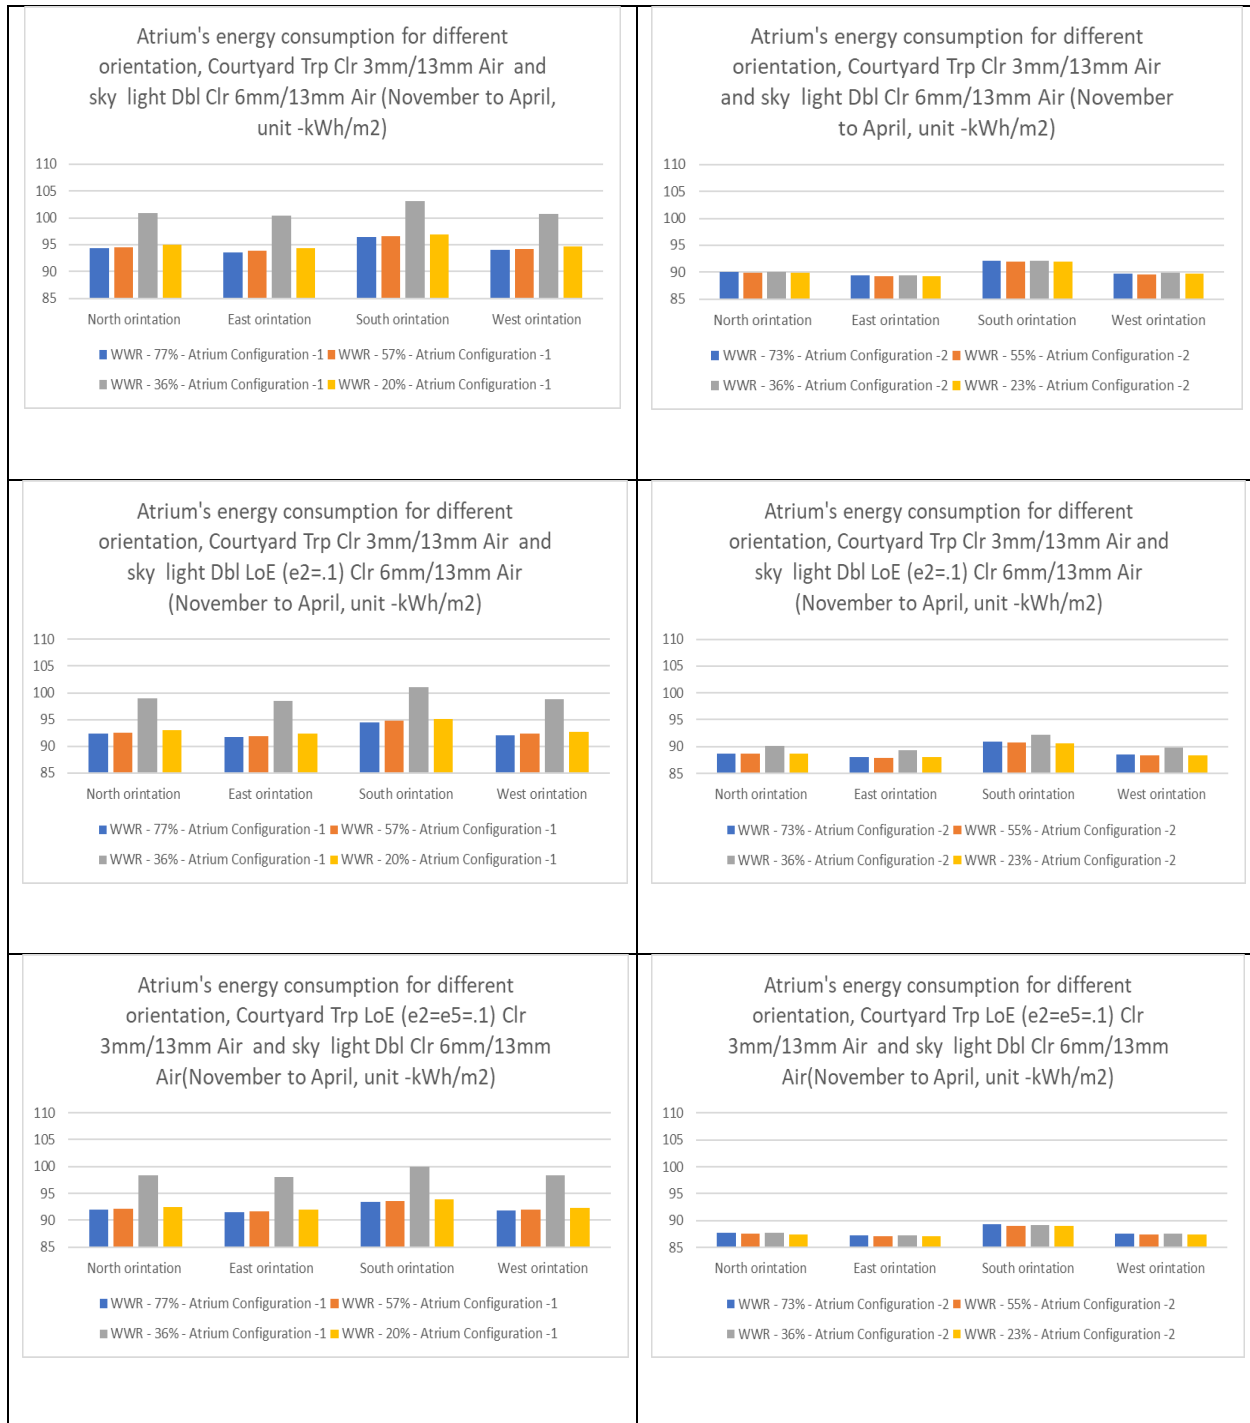 Atrium's energy consumption for different
orientation, Courtyard Trp Clr 3mm/13mm Air and
sky light Dbl Clr 6mm/13mm Air (November to April,
unit -kWh/m2)
110
105
100
95
90
85
North orintation East orintation South orintation West orintation
WWR - 77% - Atrium Configuration -1 WWR - 57% - Atrium Configuration -1
WWR - 36% - Atrium Configuration -1 WWR - 20% - Atrium Configuration -1
Atrium's energy consumption for different
orientation, Courtyard Trp Clr 3mm/13mm Air
and sky light Dbl Clr 6mm/13mm Air (November
to April, unit -kWh/m2)
110
105
100
95
90
85
North orintation East orintation South orintation West orintation
WWR - 73% - Atrium Configuration -2 WWR - 55% - Atrium Configuration -2
WWR - 36% - Atrium Configuration -2 WWR - 23% - Atrium Configuration -2
Atrium's energy consumption for different
orientation, Courtyard Trp Clr 3mm/13mm Air and
sky light Dbl LoE (e2=.1) Clr 6mm/13mm Air
(November to April, unit -kWh/m2)
110
105
100
95
90
85
North orintation East orintation South orintation West orintation
WWR - 77% - Atrium Configuration -1 WWR - 57% - Atrium Configuration -1
WWR - 36% - Atrium Configuration -1 WWR - 20% - Atrium Configuration -1
Atrium's energy consumption for different
orientation, Courtyard Trp Clr 3mm/13mm Air and
sky light Dbl LoE (e2=.1) Clr 6mm/13mm Air
(November to April, unit -kWh/m2)
110
105
100
95
90
85
North orintation East orintation South orintation West orintation
WWR - 73% - Atrium Configuration -2 WWR - 55% - Atrium Configuration -2
WWR - 36% - Atrium Configuration -2 WWR - 23% - Atrium Configuration -2
Atrium's energy consumption for different
orientation, Courtyard Trp LoE (e2=e5=.1) Clr
3mm/13mm Air and sky light Dbl Clr 6mm/13mm
Air(November to April, unit -kWh/m2)
110
105
100
95
90
85
North orintation East orintation South orintation West orintation
WWR - 77% - Atrium Configuration -1 WWR - 57% - Atrium Configuration -1
WWR - 36% - Atrium Configuration -1 WWR - 20% - Atrium Configuration -1
Atrium's energy consumption for different
orientation, Courtyard Trp LoE (e2=e5=.1) Clr
3mm/13mm Air and sky light Dbl Clr 6mm/13mm
Air(November to April, unit -kWh/m2)
110
105
100
95
90
85
North orintation East orintation South orintation West orintation
WWR - 73% - Atrium Configuration -2 WWR - 55% - Atrium Configuration -2
WWR - 36% - Atrium Configuration -2 WWR - 23% - Atrium Configuration -2